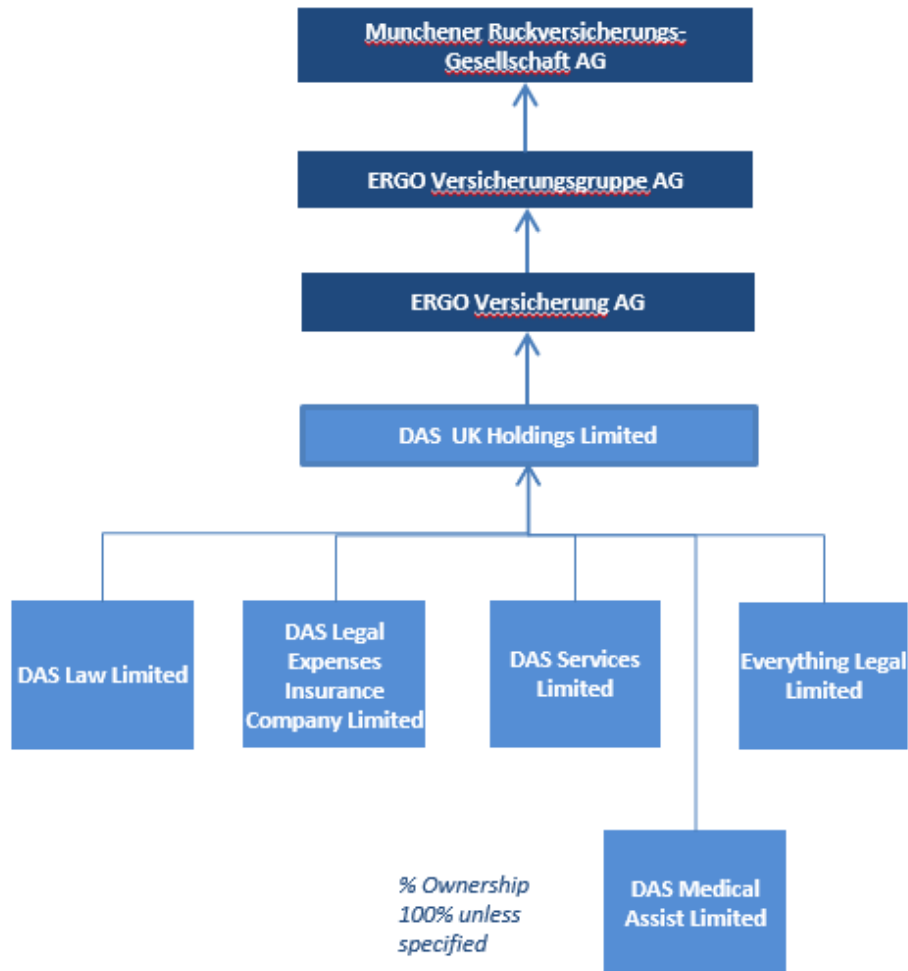 Munchener Ruckversicherungs-
Gesellschaft AG
ERGO Versicherungsgruppe AG
ERGO Versicherung AG
DAS UK Holdings Limited
DAS Law Limited
DAS Legal
Expenses
Insurance
Company Limited
DAS Services
Limited
Everything Legal
Limited
% Ownership
100% unless
specified
DAS Medical
Assist Limited